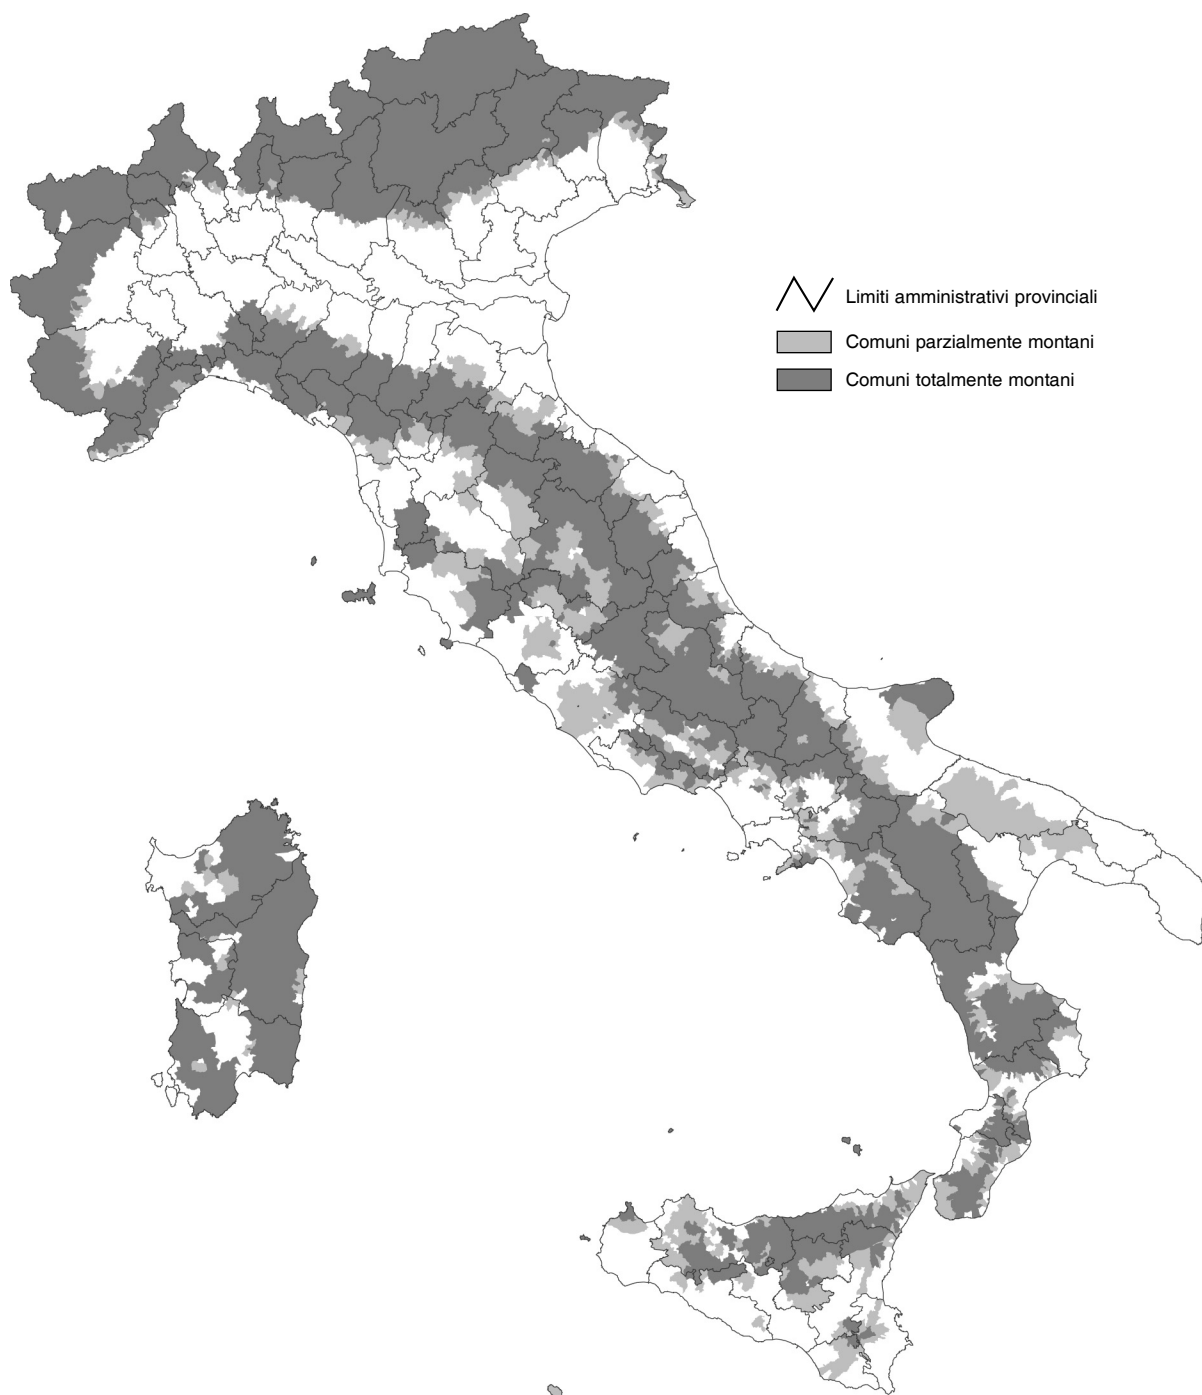 Limiti amministrativi provinciali
Comuni parzialmente montani
Comuni totalmente montani